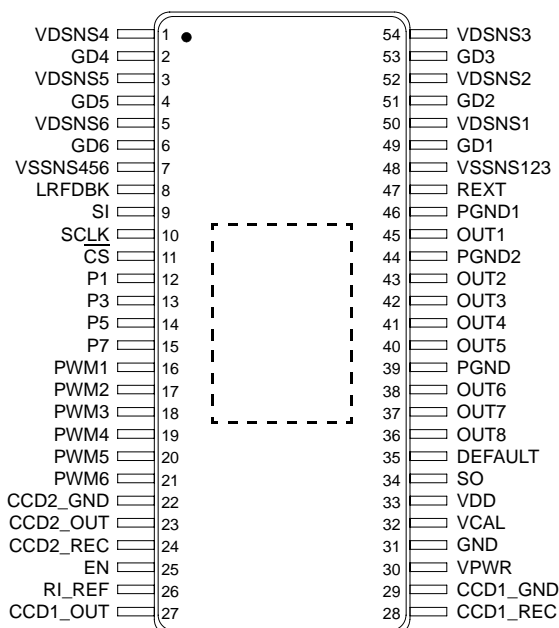 VDSNS4 1 54 VDSNS3
GD4 2 53 GD3
VDSNS5 3 52 VDSNS2
GD5 4 51 GD2
VDSNS6 5 50 VDSNS1
GD6 6 49 GD1
VSSNS456 7 48 VSSNS123
LRFDBK 8 47 REXT
SI 9 46 PGND1
SCLK 10 45 OUT1
CS 11 44 PGND2
P1 12 43 OUT2
P3 13 42 OUT3
P5 14 41 OUT4
P7 15 40 OUT5
PWM1 16 39 PGND
PWM2 17 38 OUT6
PWM3 18 37 OUT7
PWM4 19 36 OUT8
PWM5 20 35 DEFAULT
PWM6 21 34 SO
CCD2_GND 22 33 VDD
CCD2_OUT 23 32 VCAL
CCD2_REC 24 31 GND
EN 25 30 VPWR
RI_REF 26 29 CCD1_GND
CCD1_OUT 27 28 CCD1_REC